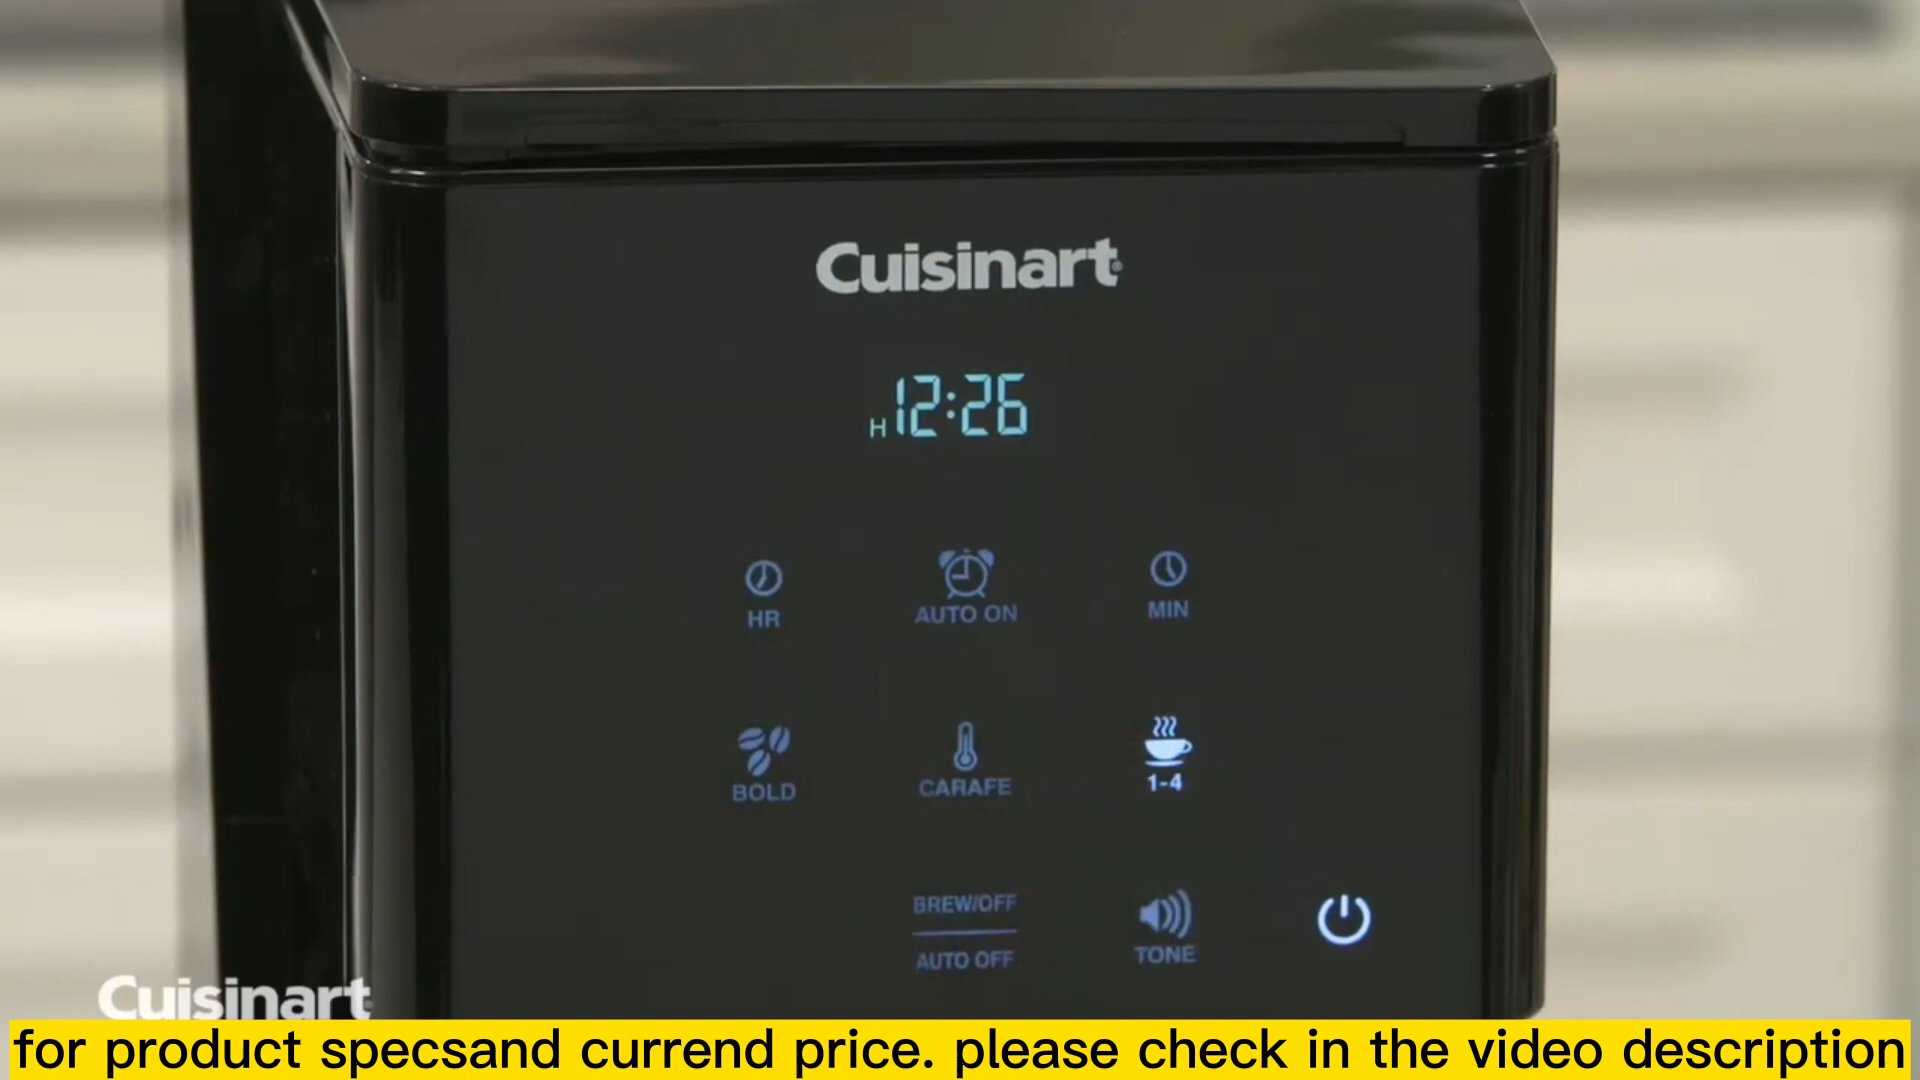 Cuisinart
H 12:26
HR
AUTO ON
MIN
BOLD
CARAFE
1-4
BREW/OFF
AUTO OFF
TONE
Cuisinart
for product specsand currend price. please check in the video description